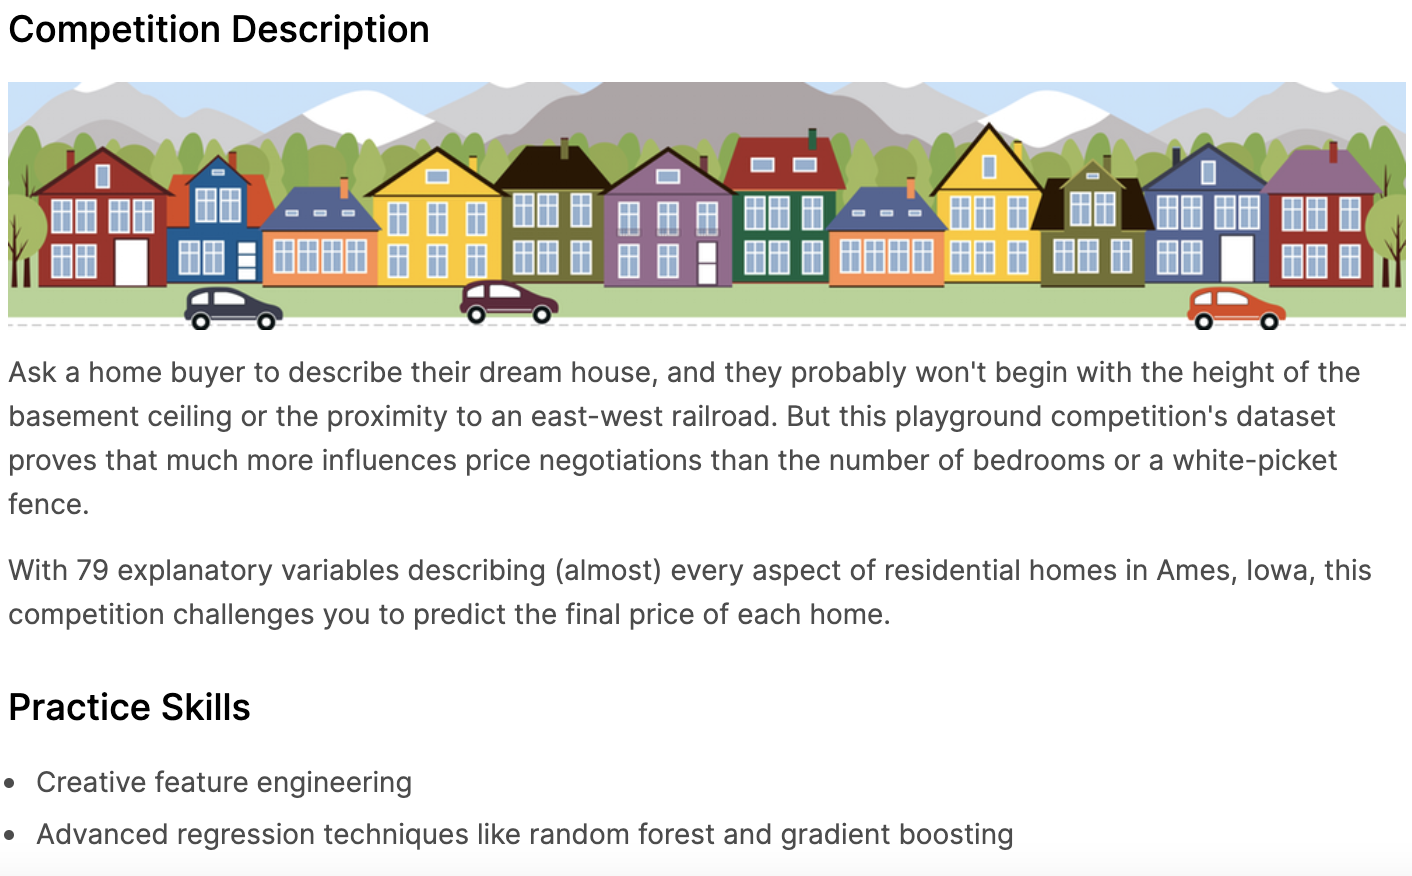 Competition Description
Ask a home buyer to describe their dream house, and they probably won't begin with the height of the
basement ceiling or the proximity to an east-west railroad. But this playground competition's dataset
proves that much more influences price negotiations than the number of bedrooms or a white-picket
fence.
With 79 explanatory variables describing (almost) every aspect of residential homes in Ames, Iowa, this
competition challenges you to predict the final price of each home.
Practice Skills
• Creative feature engineering
• Advanced regression techniques like random forest and gradient boosting